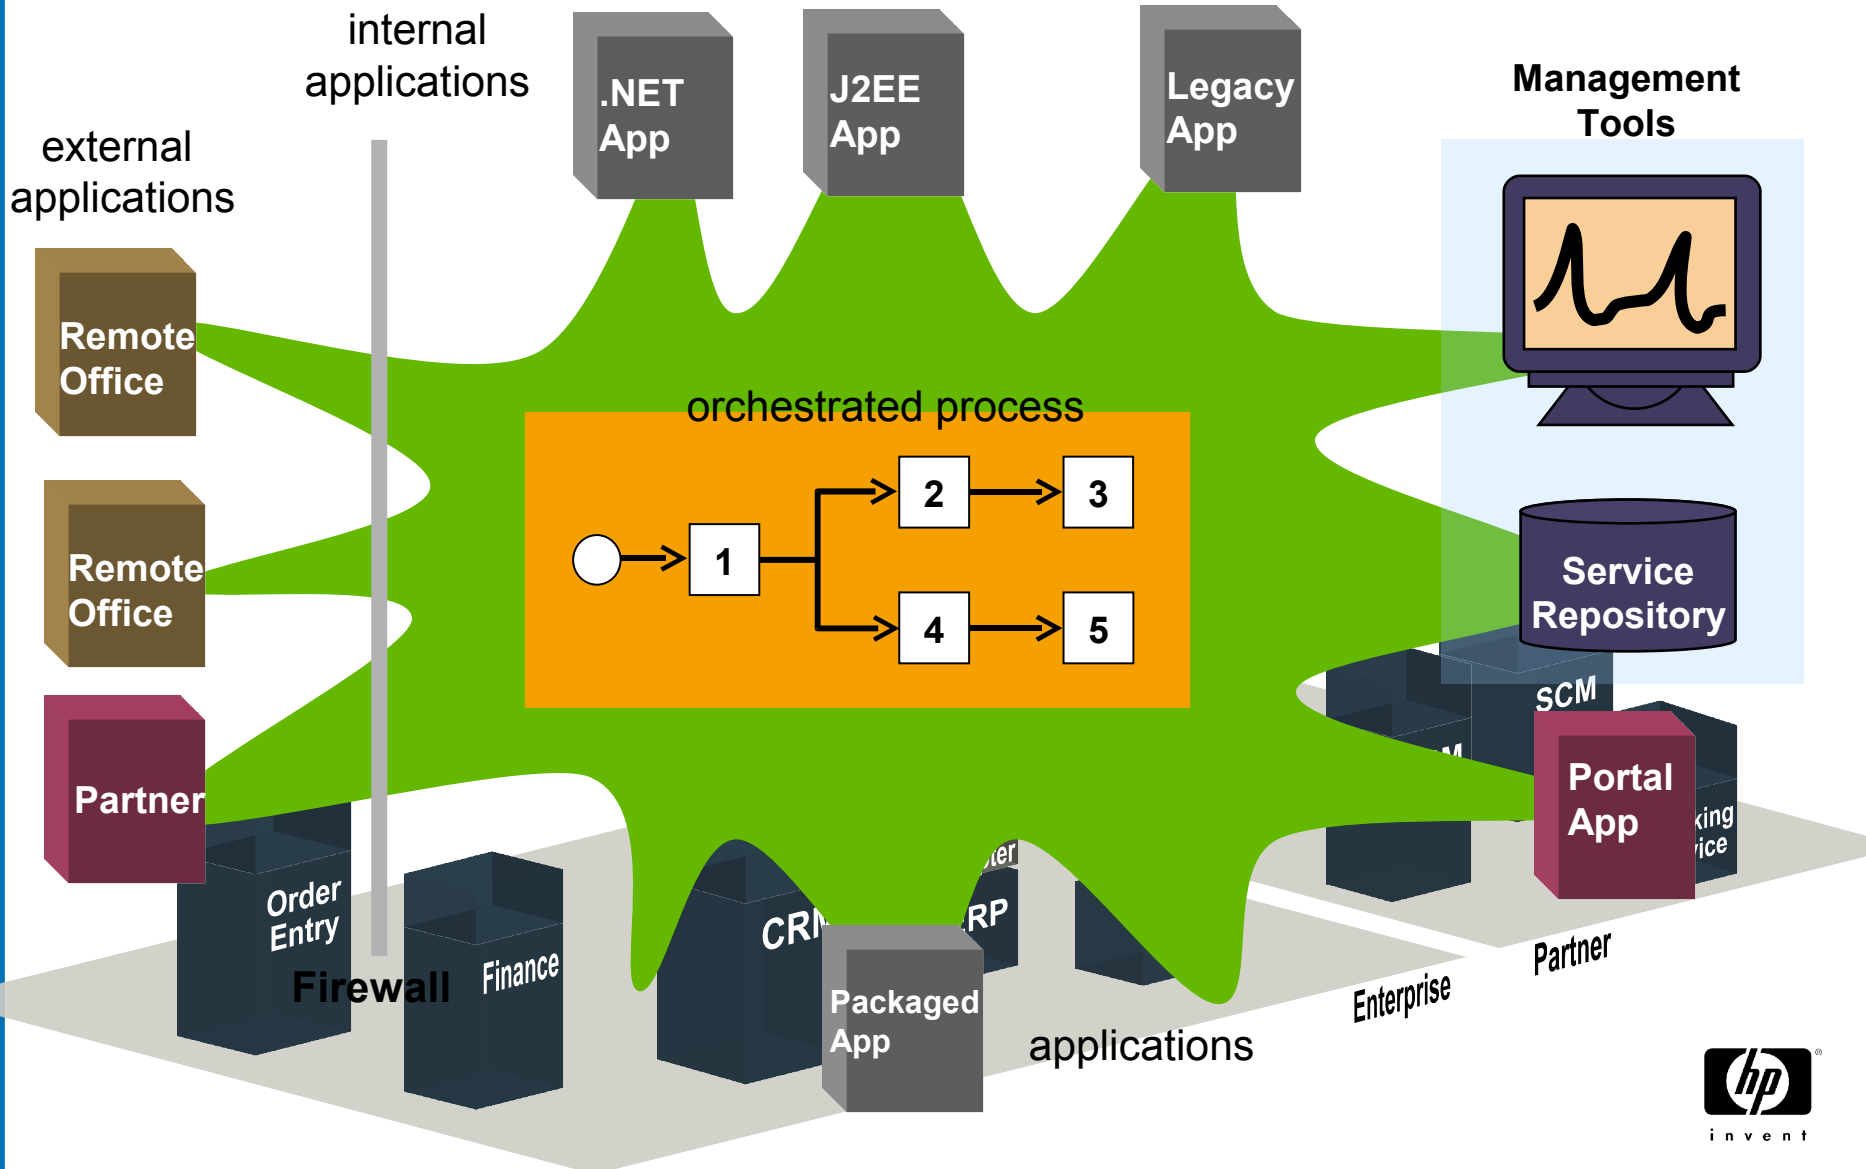 internal
applications
external
applications
.NET
App
J2EE
App
Legacy
App
Management
Tools
Remote
Office
orchestrated process
1
2
3
4
5
Remote
Office
Service
Repository
SCM
Partner
Portal
App
Order
Entry
Firewall
Finance
Packaged
App
applications
Enterprise
Partner
hp
®
invent